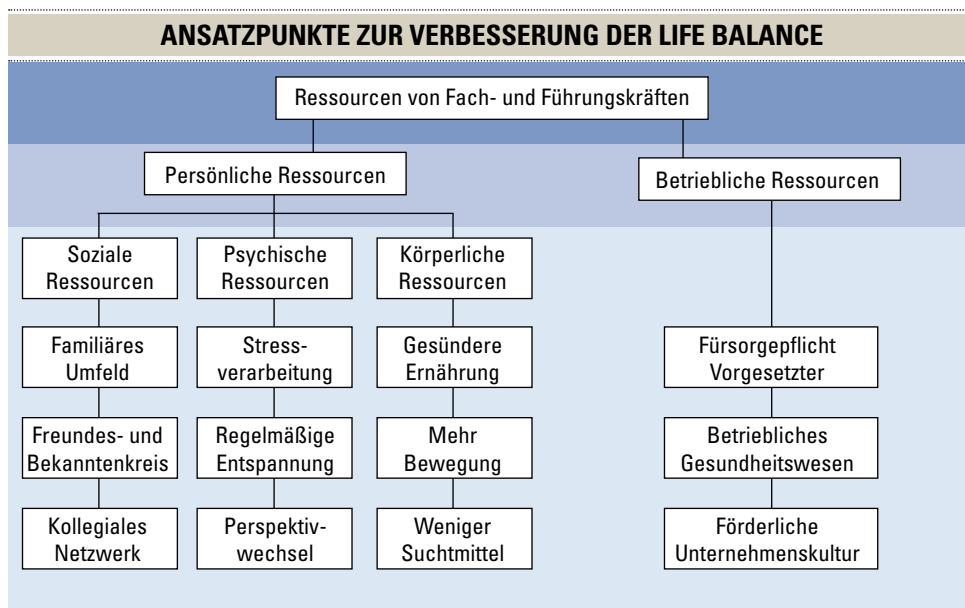 ANSATZPUNKTE ZUR VERBESSERUNG DER LIFE BALANCE
Ressourcen von Fach- und Führungskräften
Persönliche Ressourcen
Betriebliche Ressourcen
Soziale
Ressourcen
Psychische
Ressourcen
Körperliche
Ressourcen
Familiäres
Umfeld
Stress-
verarbeitung
Gesündere
Ernährung
Fürsorgepflicht
Vorgesetzter
Freundes- und
Bekanntenkreis
Regelmäßige
Entspannung
Mehr
Bewegung
Betriebliches
Gesundheitswesen
Kollegiales
Netzwerk
Perspektiv-
wechsel
Weniger
Suchtmittel
Förderliche
Unternehmenskultur